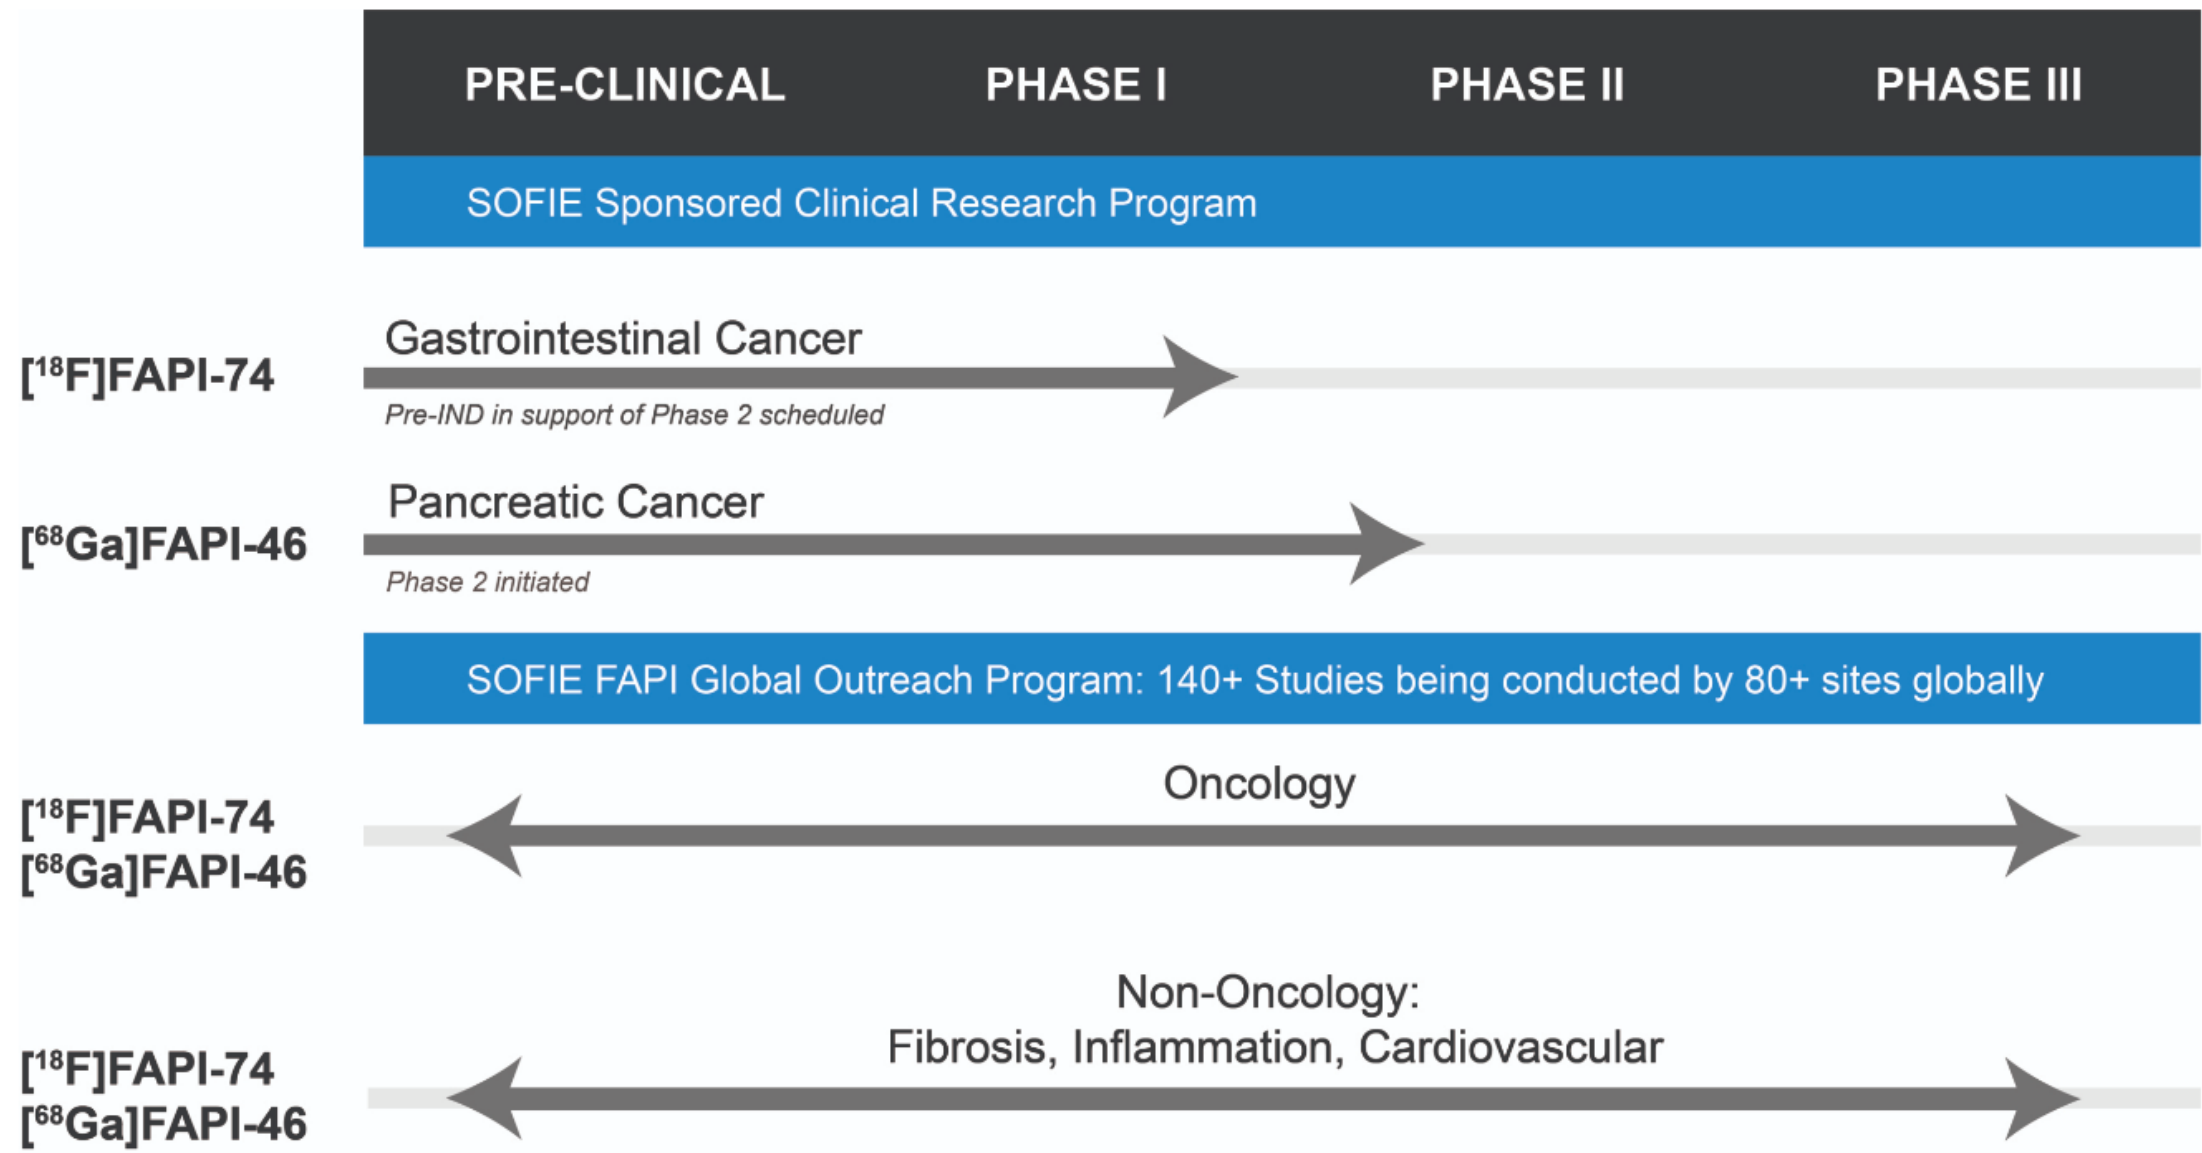 PRE-CLINICAL PHASE I PHASE II PHASE III
SOFIE Sponsored Clinical Research Program
Gastrointestinal Cancer
[¹⁸F]FAPI-74
Pre-IND in support of Phase 2 scheduled
Pancreatic Cancer
[⁶⁸Ga]FAPI-46
Phase 2 initiated
SOFIE FAPI Global Outreach Program: 140+ Studies being conducted by 80+ sites globally
Oncology
[¹⁸F]FAPI-74
[⁶⁸Ga]FAPI-46
Non-Oncology:
Fibrosis, Inflammation, Cardiovascular
[¹⁸F]FAPI-74
[⁶⁸Ga]FAPI-46